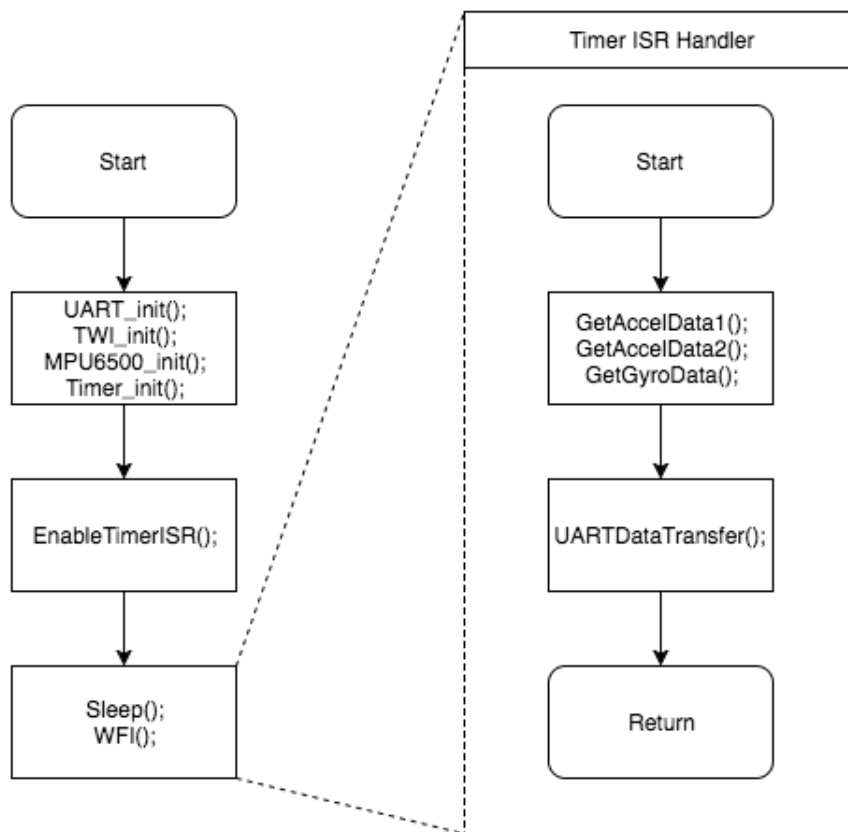 Timer ISR Handler
Start
UART_init();
TWI_init();
MPU6500_init();
Timer_init();
EnableTimerISR();
Sleep();
WFI();
Start
GetAccelData1();
GetAccelData2();
GetGyroData();
UARTDataTransfer();
Return